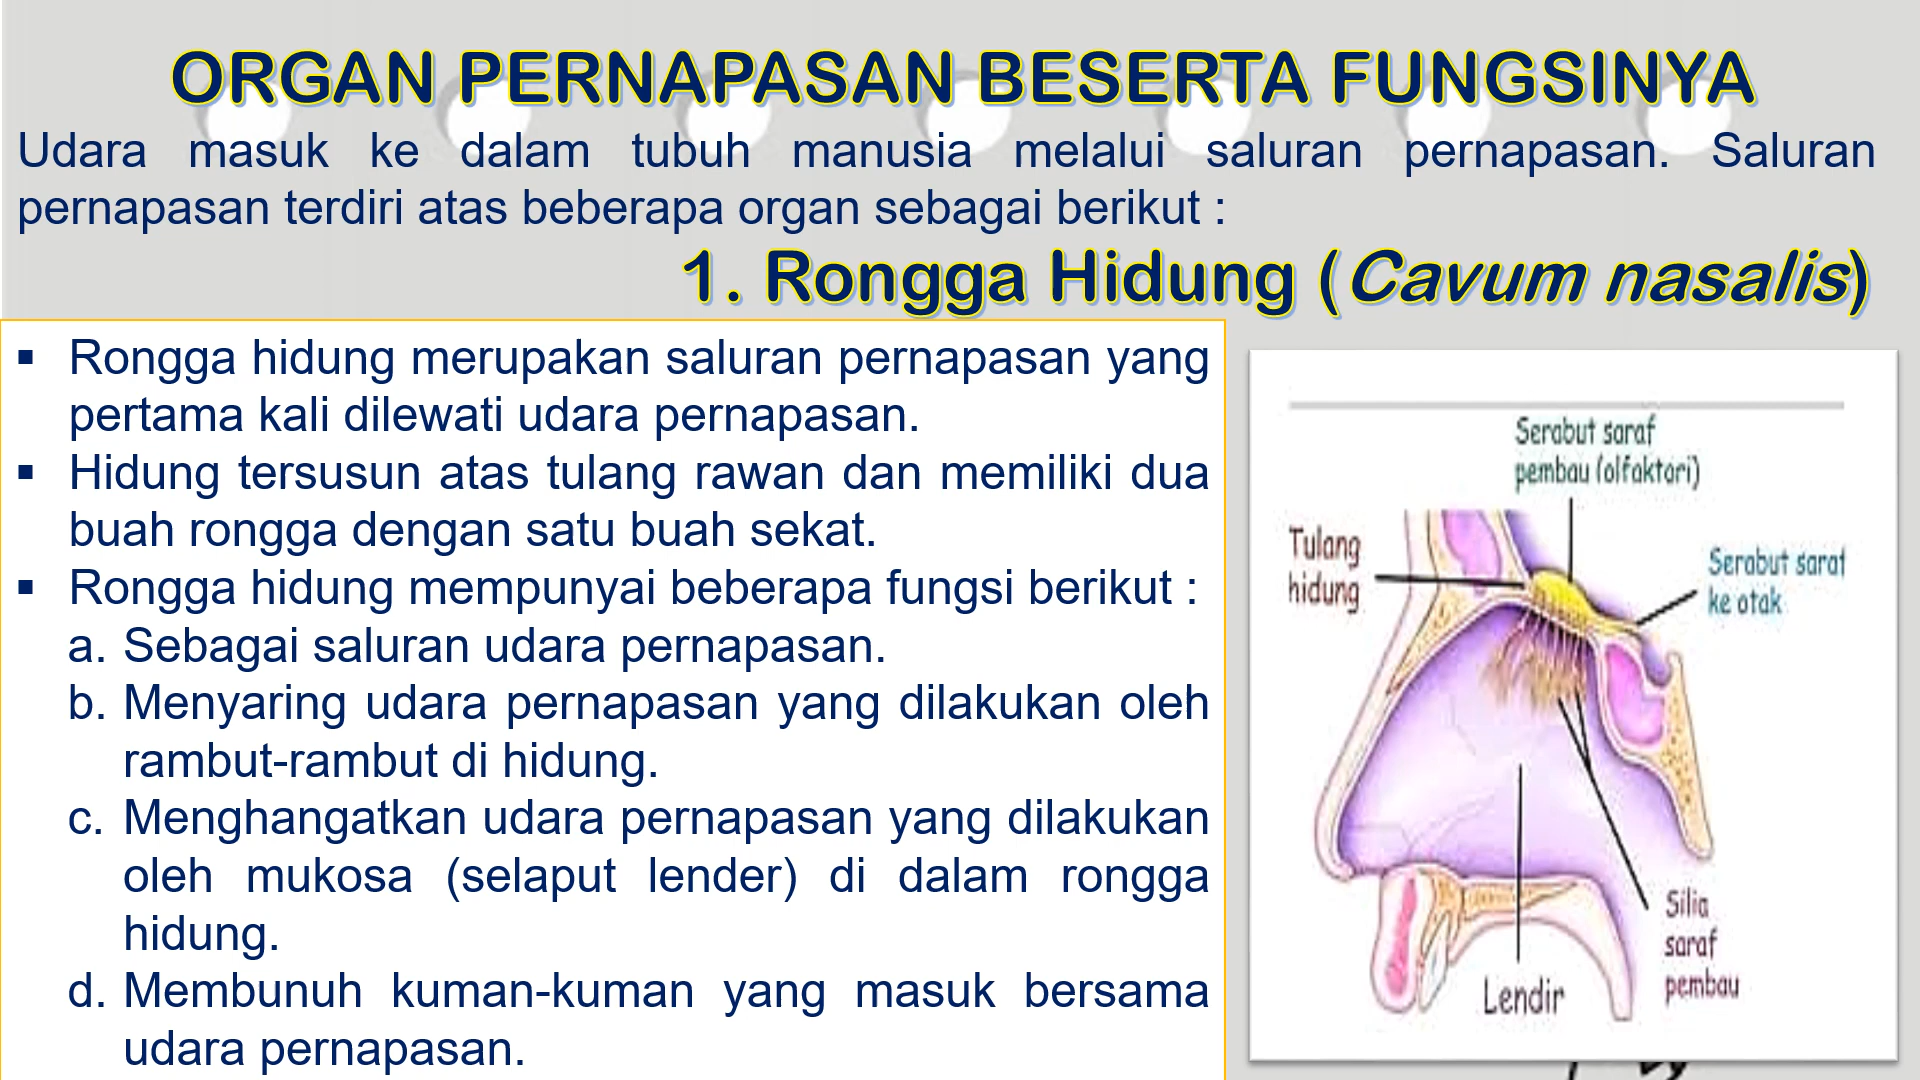 ORGAN PERNAPASAN BESERTA FUNGSINYA
Udara masuk ke dalam tubuh manusia melalui saluran pernapasan. Saluran
pernapasan terdiri atas beberapa organ sebagai berikut :
1. Rongga Hidung (Cavum nasalis)
▪ Rongga hidung merupakan saluran pernapasan yang
pertama kali dilewati udara pernapasan.
▪ Hidung tersusun atas tulang rawan dan memiliki dua
buah rongga dengan satu buah sekat.
▪ Rongga hidung mempunyai beberapa fungsi berikut :
a. Sebagai saluran udara pernapasan.
b. Menyaring udara pernapasan yang dilakukan oleh
rambut-rambut di hidung.
c. Menghangatkan udara pernapasan yang dilakukan
oleh mukosa (selaput lender) di dalam rongga
hidung.
d. Membunuh kuman-kuman yang masuk bersama
udara pernapasan.
Serabut saraf
pembau (olfaktori)
Tulang
hidung
Serabut saraf
ke otak
Silia
saraf
pembau
Lendir